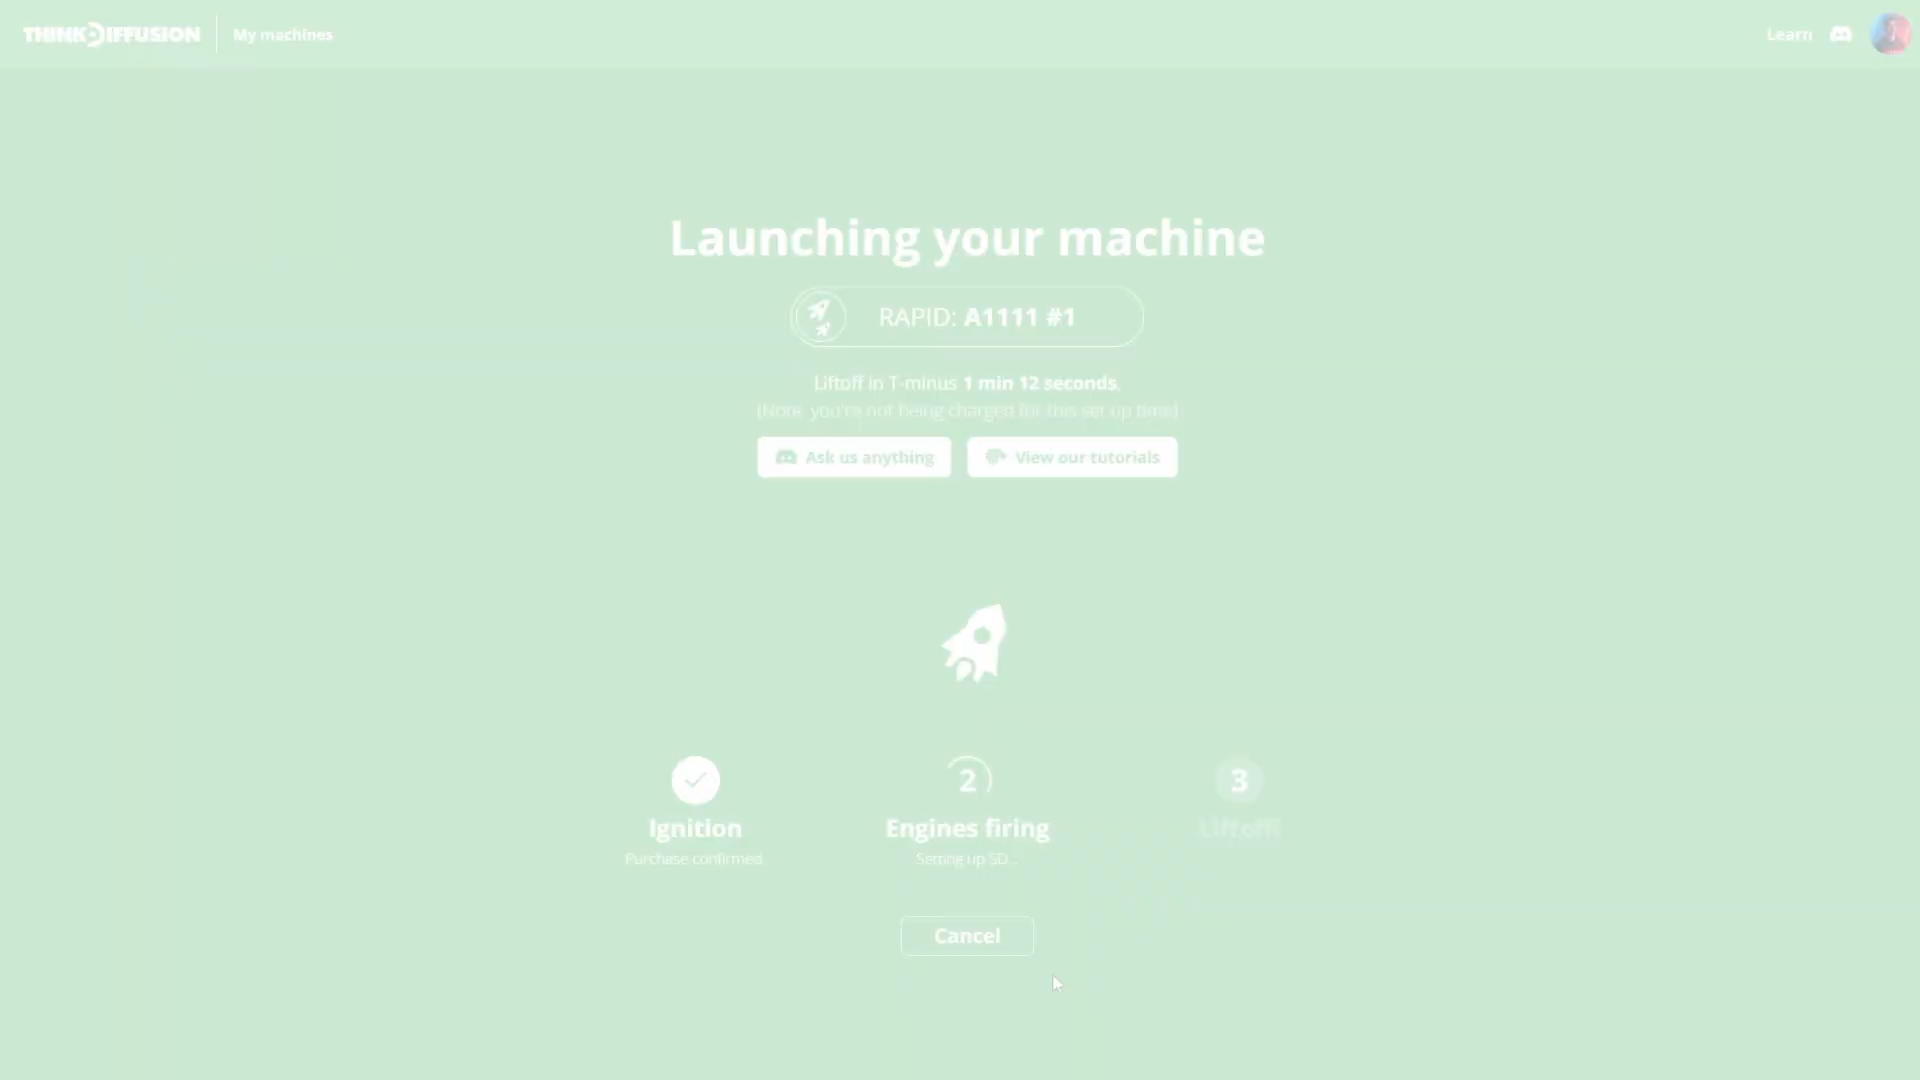 THINKDIFFUSION
My machines
Learn
Launching your machine
RAPID: A1111 #1
Liftoff in T-minus 1 min 12 seconds.
(Note: you're not being charged for this set up time)
Ask us anything
View our tutorials
2
3
Ignition
Engines firing
Liftoff!
Purchase confirmed.
Setting up SD...
Cancel